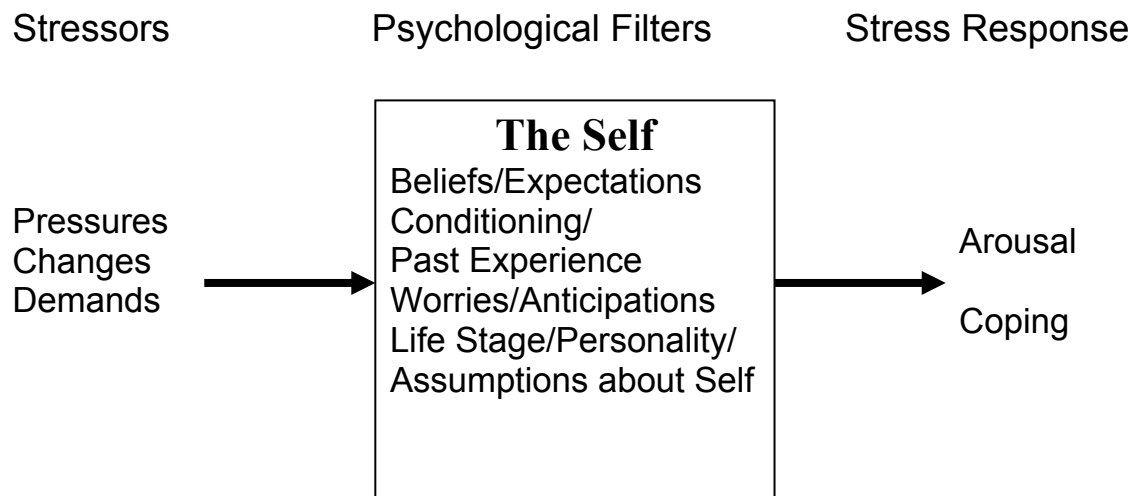 Stressors
Psychological Filters
Stress Response
Pressures
Changes
Demands
The Self
Beliefs/Expectations
Conditioning/
Past Experience
Worries/Anticipations
Life Stage/Personality/
Assumptions about Self
Arousal
Coping